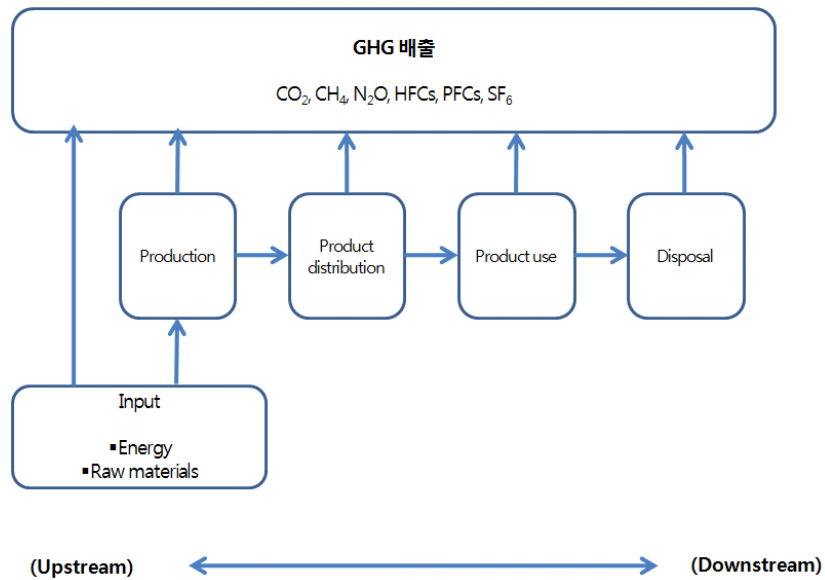 GHG 배출
CO₂, CH₄, N₂O, HFCs, PFCs, SF₆
Production
Product
distribution
Product use
Disposal
Input
▪Energy
▪Raw materials
(Upstream)
(Downstream)